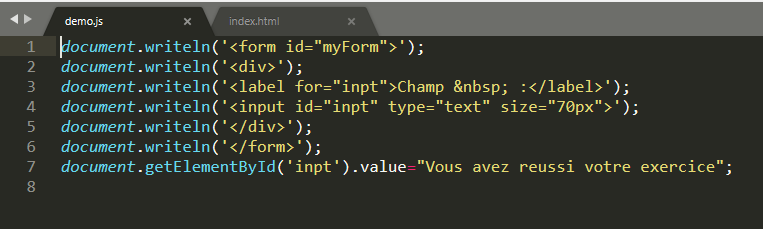 demo.js × index.html ×
1 document.writeln('<form id="myForm">');
2 document.writeln('<div>');
3 document.writeln('<label for="inpt">Champ &nbsp; :</label>');
4 document.writeln('<input id="inpt" type="text" size="70px">');
5 document.writeln('</div>');
6 document.writeln('</form>');
7 document.getElementById('inpt').value="Vous avez reussi votre exercice";
8